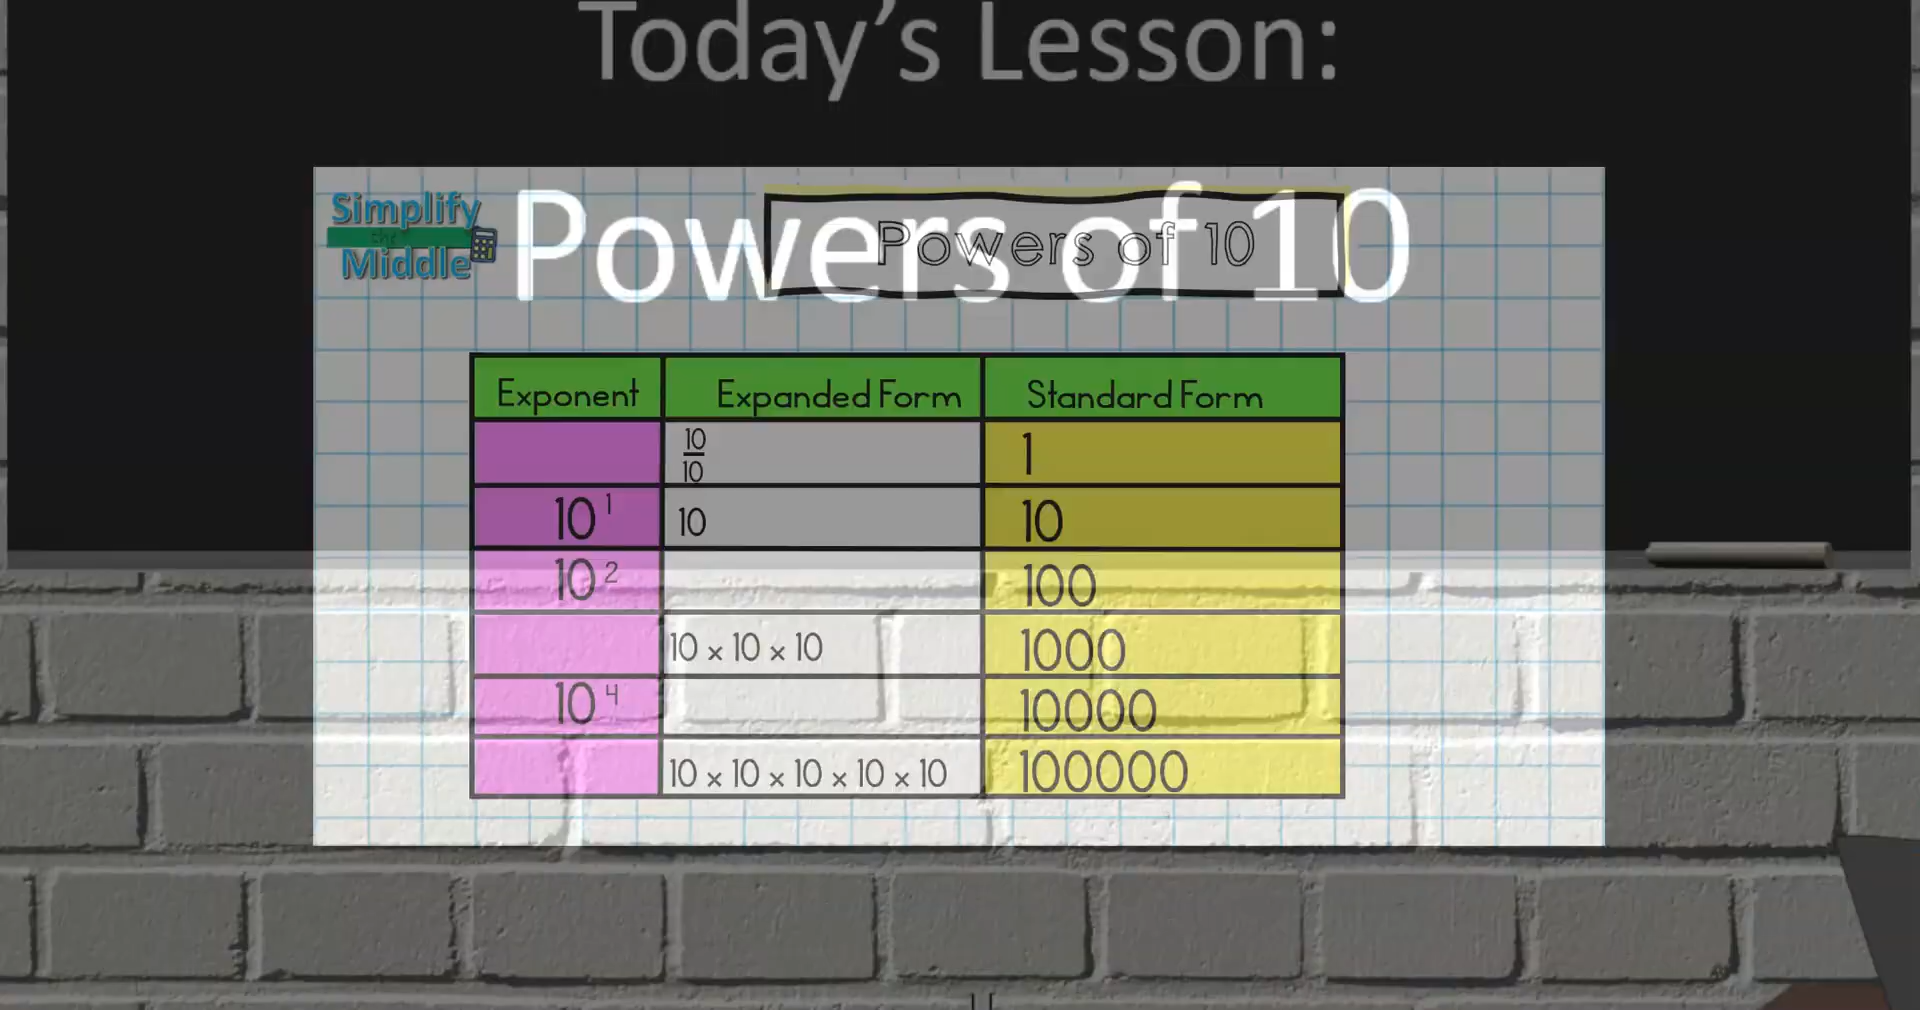 Today's Lesson:
Simplify
the
Middle
Powers of 10
Powers of 10
Exponent Expanded Form Standard Form
10/10 1
10¹ 10 10
10² 100
10 × 10 × 10 1000
10⁴ 10000
10 × 10 × 10 × 10 × 10 100000